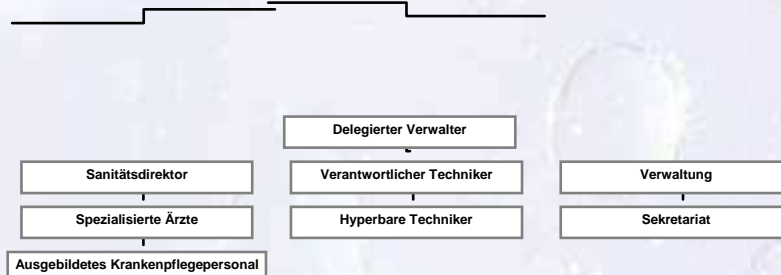 Delegierter Verwalter
Sanitätsdirektor
Verantwortlicher Techniker
Verwaltung
Spezialisierte Ärzte
Hyperbare Techniker
Sekretariat
Ausgebildetes Krankenpflegepersonal